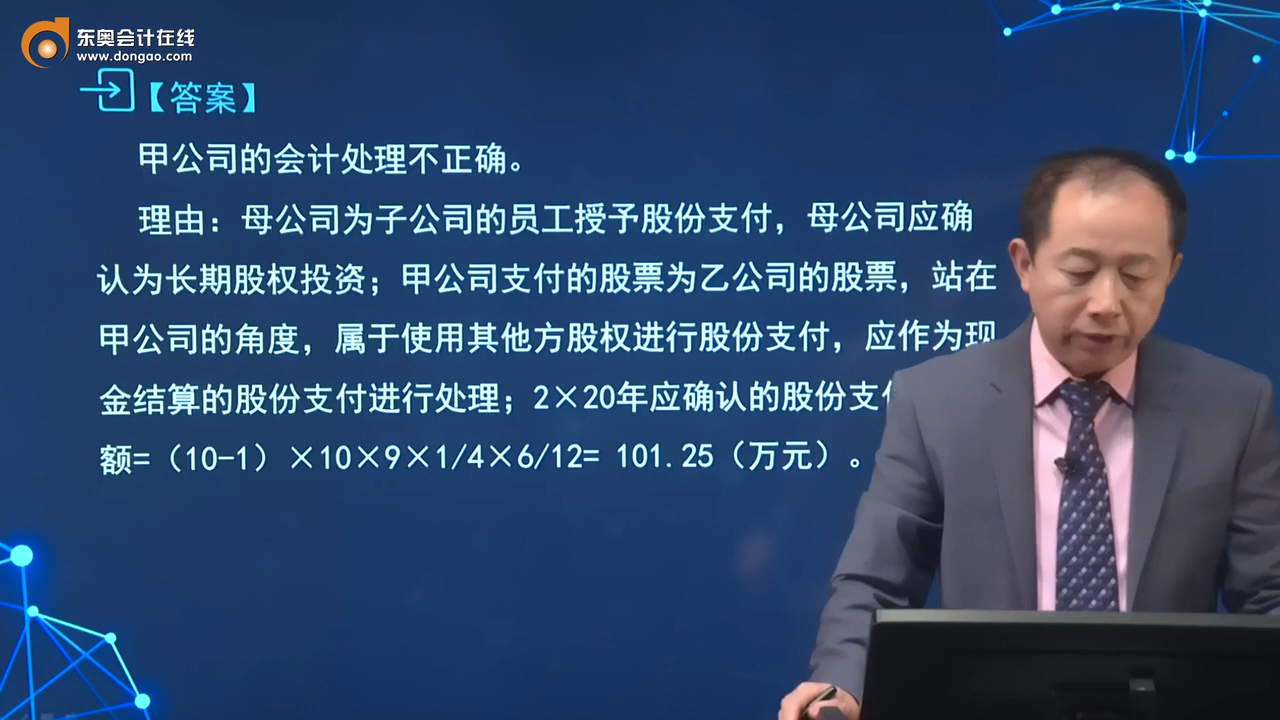 东奥会计在线
www.dongao.com
【答案】
甲公司的会计处理不正确。
理由：母公司为子公司的员工授予股份支付，母公司应确
认为长期股权投资；甲公司支付的股票为乙公司的股票，站在
甲公司的角度，属于使用其他方股权进行股份支付，应作为现
金结算的股份支付进行处理；2×20年应确认的股份支
额=（10-1）×10×9×1/4×6/12= 101.25（万元）。